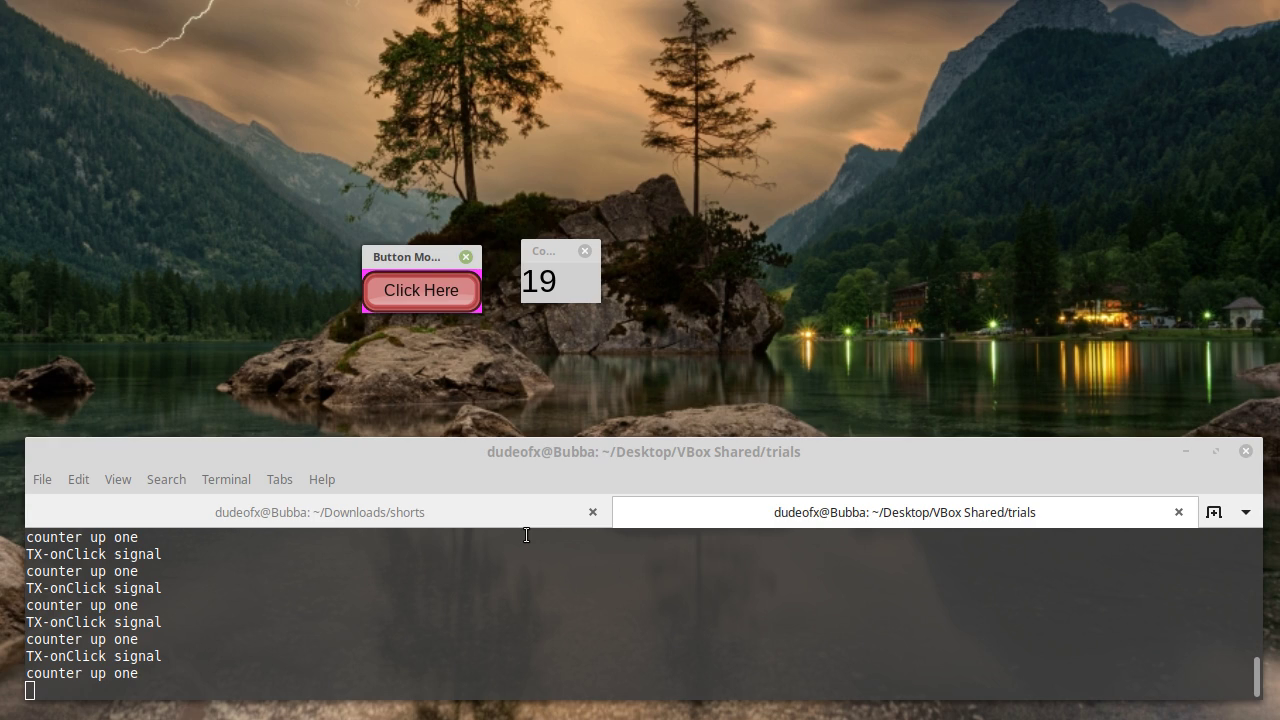 Button Mo...
Click Here
Co...
19
dudeofx@Bubba: ~/Desktop/VBox Shared/trials
File Edit View Search Terminal Tabs Help
dudeofx@Bubba: ~/Downloads/shorts
dudeofx@Bubba: ~/Desktop/VBox Shared/trials
counter up one
TX-onClick signal
counter up one
TX-onClick signal
counter up one
TX-onClick signal
counter up one
TX-onClick signal
counter up one